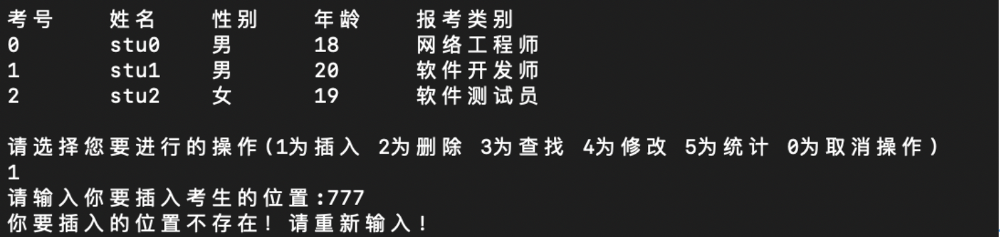 考号 姓名 性别 年龄 报考类别
0 stu0 男 18 网络工程师
1 stu1 男 20 软件开发师
2 stu2 女 19 软件测试员
请选择您要进行的操作(1为插入 2为删除 3为查找 4为修改 5为统计 0为取消操作)
1
请输入你要插入考生的位置:777
你要插入的位置不存在！请重新输入！